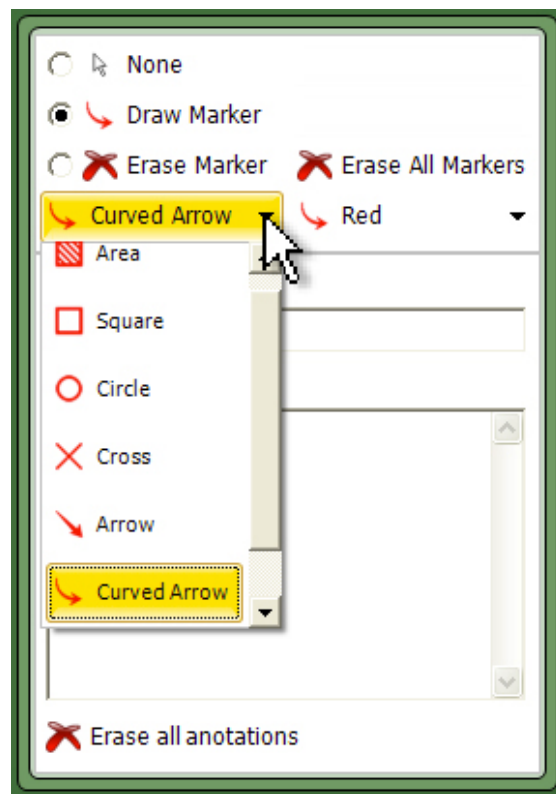 None
Draw Marker
Erase Marker Erase All Markers
Curved Arrow Red
Area
Square
Circle
Cross
Arrow
Curved Arrow
Erase all anotations